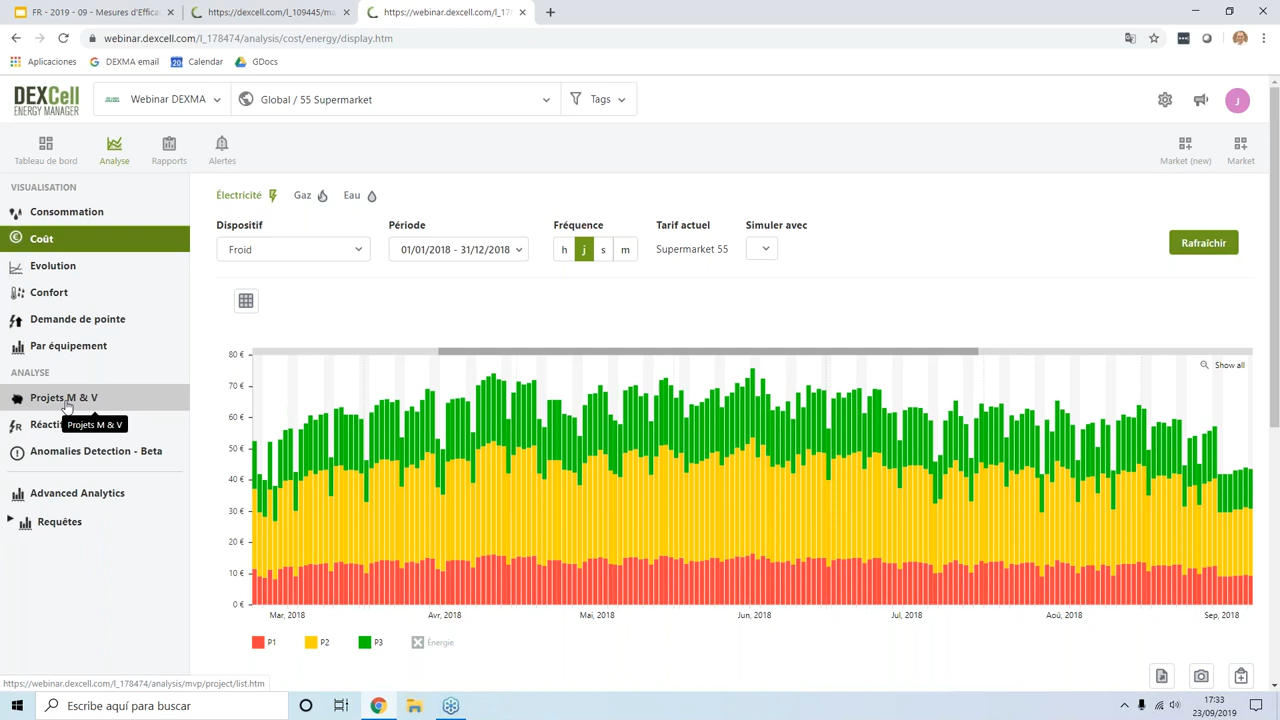 FR - 2019 - 09 - Mesures d'Effica
https://dexcell.com/l_109445/ma
https://webinar.dexcell.com/l_17
webinar.dexcell.com/l_178474/analysis/cost/energy/display.htm
Aplicaciones
DEXMA email
Calendar
GDocs
DEXCell
ENERGY MANAGER
Webinar DEXMA
Global / 55 Supermarket
Tags
J
Tableau de bord
Analyse
Rapports
Alertes
Market (new)
Market
VISUALISATION
Consommation
Coût
Evolution
Confort
Demande de pointe
Par équipement
ANALYSE
Projets M & V
Projets M & V
Réacti
Anomalies Detection - Beta
Advanced Analytics
Requêtes
Électricité
Gaz
Eau
Dispositif
Période
Fréquence
Tarif actuel
Simuler avec
Froid
01/01/2018 - 31/12/2018
h
j
s
m
Supermarket 55
Rafraîchir
Show all
80 €
70 €
60 €
50 €
40 €
30 €
20 €
10 €
0 €
Mar, 2018
Avr, 2018
Mai, 2018
Jun, 2018
Jul, 2018
Aoû, 2018
Sep, 2018
P1
P2
P3
Énergie
https://webinar.dexcell.com/l_178474/analysis/mvp/project/list.htm
Escribe aquí para buscar
17:33
23/09/2019